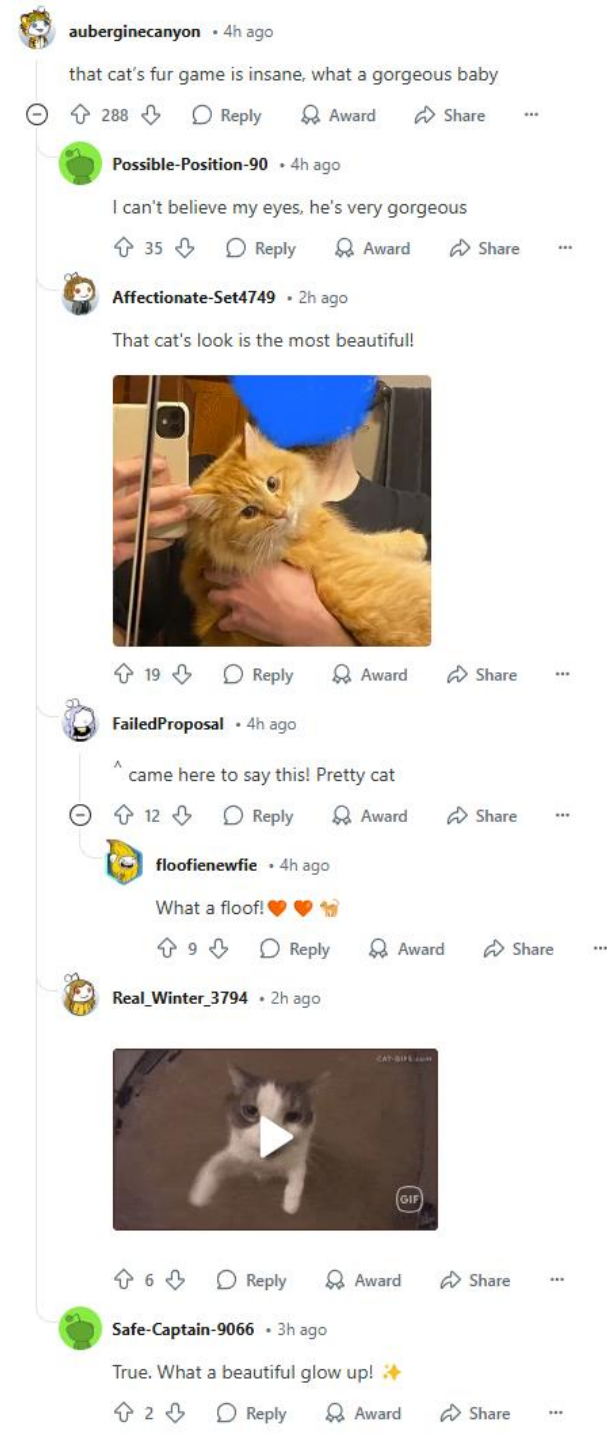 auberginecanyon • 4h ago
that cat's fur game is insane, what a gorgeous baby
288 Reply Award Share ...
Possible-Position-90 • 4h ago
I can't believe my eyes, he's very gorgeous
35 Reply Award Share ...
Affectionate-Set4749 • 2h ago
That cat's look is the most beautiful!
19 Reply Award Share ...
FailedProposal • 4h ago
^ came here to say this! Pretty cat
12 Reply Award Share ...
floofienewfie • 4h ago
What a floof!🧡 🧡 🐈
9 Reply Award Share ...
Real_Winter_3794 • 2h ago
CAT-GIFS.COM
GIF
6 Reply Award Share ...
Safe-Captain-9066 • 3h ago
True. What a beautiful glow up! ✨
2 Reply Award Share ...